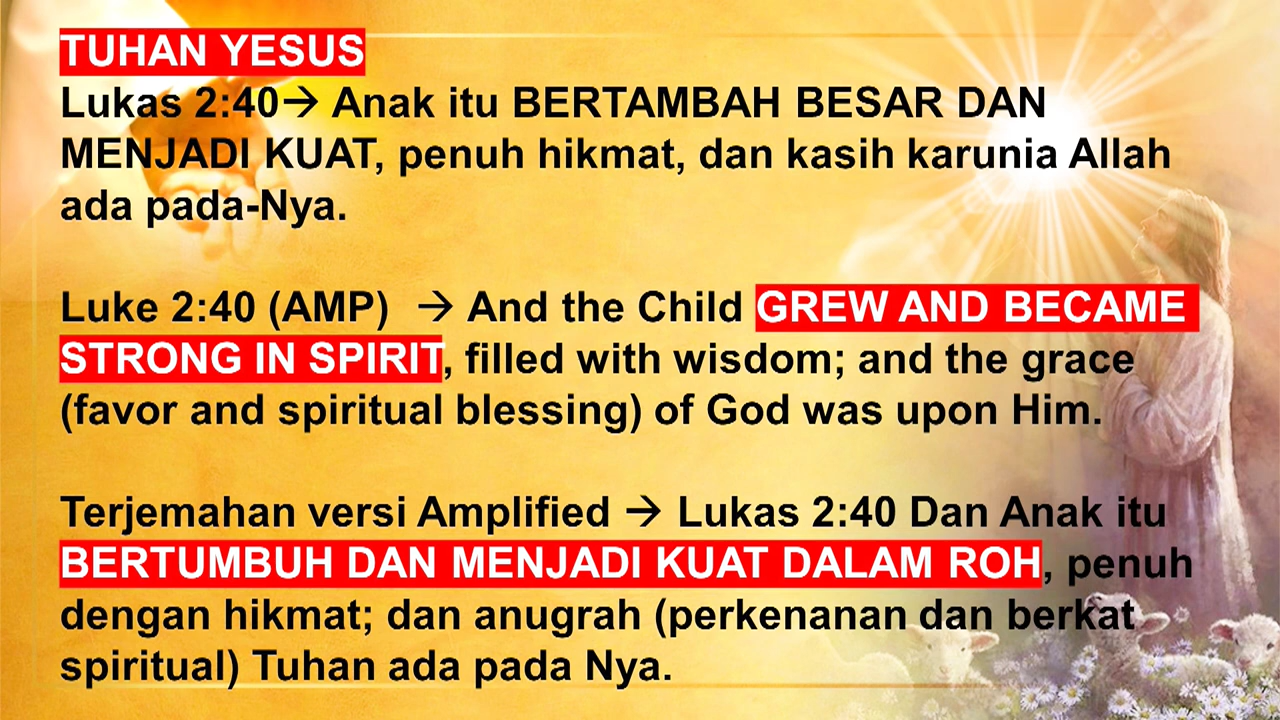 TUHAN YESUS
Lukas 2:40→ Anak itu BERTAMBAH BESAR DAN
MENJADI KUAT, penuh hikmat, dan kasih karunia Allah
ada pada-Nya.
Luke 2:40 (AMP) → And the Child GREW AND BECAME
STRONG IN SPIRIT, filled with wisdom; and the grace
(favor and spiritual blessing) of God was upon Him.
Terjemahan versi Amplified → Lukas 2:40 Dan Anak itu
BERTUMBUH DAN MENJADI KUAT DALAM ROH, penuh
dengan hikmat; dan anugrah (perkenanan dan berkat
spiritual) Tuhan ada pada Nya.